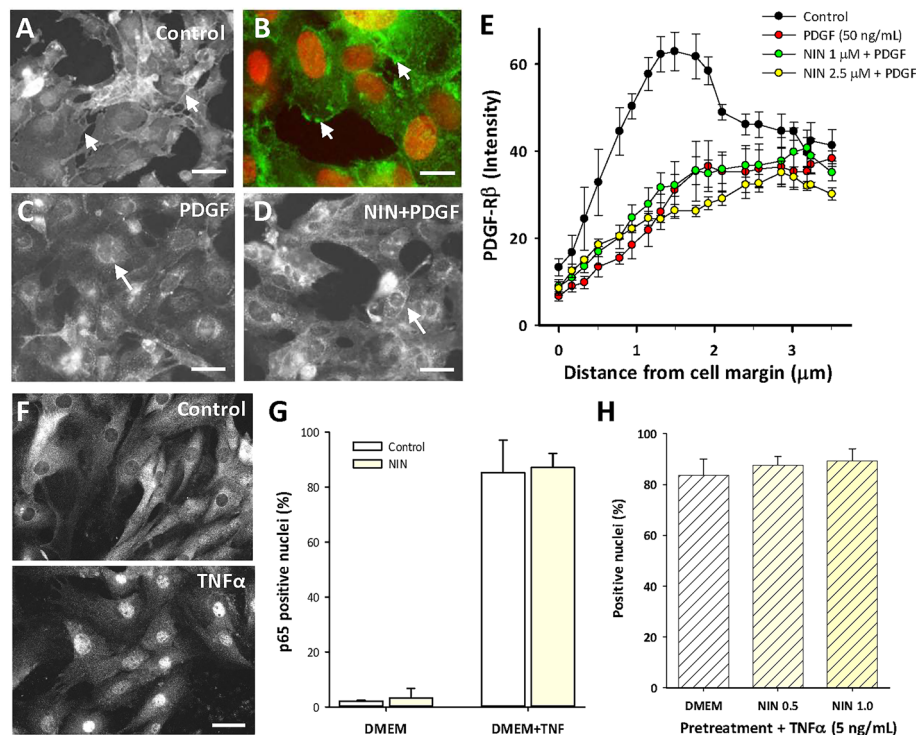 A
Control
B
C
PDGF
D
NIN+PDGF
E
Control
PDGF (50 ng/mL)
NIN 1 µM + PDGF
NIN 2.5 µM + PDGF
PDGF-Rβ (Intensity)
60
40
20
0
0 1 2 3
Distance from cell margin (µm)
F
Control
TNFα
G
Control
NIN
p65 positive nuclei (%)
100
80
60
40
20
0
DMEM DMEM+TNF
H
Positive nuclei (%)
100
80
60
40
20
0
DMEM NIN 0.5 NIN 1.0
Pretreatment + TNFα (5 ng/mL)